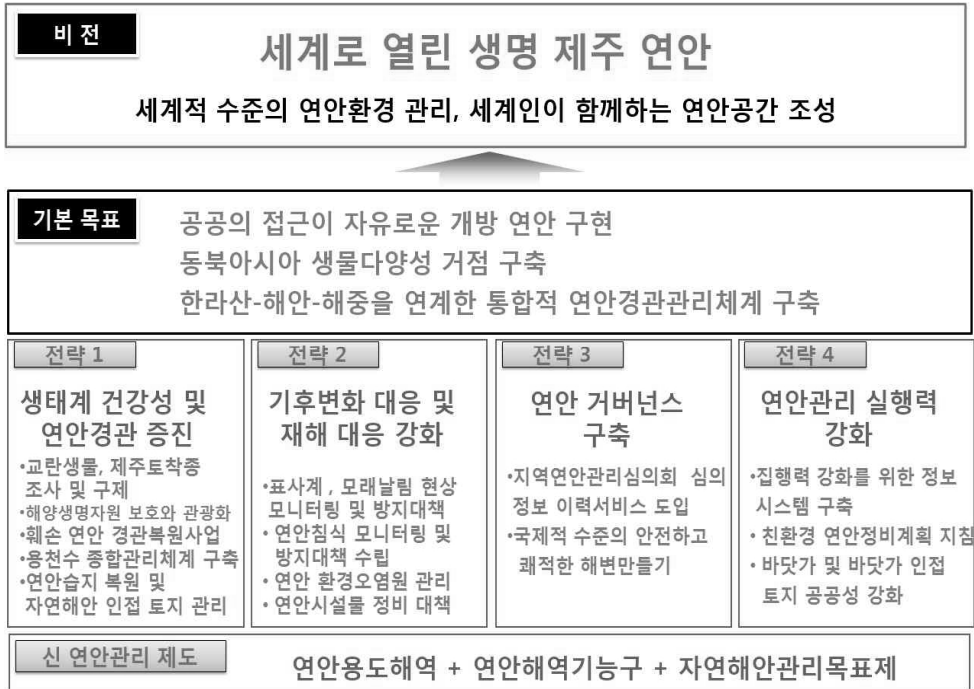 비 전
세계로 열린 생명 제주 연안
세계적 수준의 연안환경 관리, 세계인이 함께하는 연안공간 조성
기본 목표
공공의 접근이 자유로운 개방 연안 구현
동북아시아 생물다양성 거점 구축
한라산-해안-해중을 연계한 통합적 연안경관관리체계 구축
전략 1
생태계 건강성 및
연안경관 증진
•교란생물, 제주토착종
조사 및 구제
•해양생명자원 보호와 관광화
•훼손 연안 경관복원사업
•용천수 종합관리체계 구축
•연안습지 복원 및
자연해안 인접 토지 관리
전략 2
기후변화 대응 및
재해 대응 강화
•표사계 , 모래날림 현상
모니터링 및 방지대책
• 연안침식 모니터링 및
방지대책 수립
• 연안 환경오염원 관리
• 연안시설물 정비 대책
전략 3
연안 거버넌스
구축
•지역연안관리심의회 심의
정보 이력서비스 도입
•국제적 수준의 안전하고
쾌적한 해변만들기
전략 4
연안관리 실행력
강화
•집행력 강화를 위한 정보
시스템 구축
• 친환경 연안정비계획 지침
• 바닷가 및 바닷가 인접
토지 공공성 강화
신 연안관리 제도
연안용도해역 + 연안해역기능구 + 자연해안관리목표제